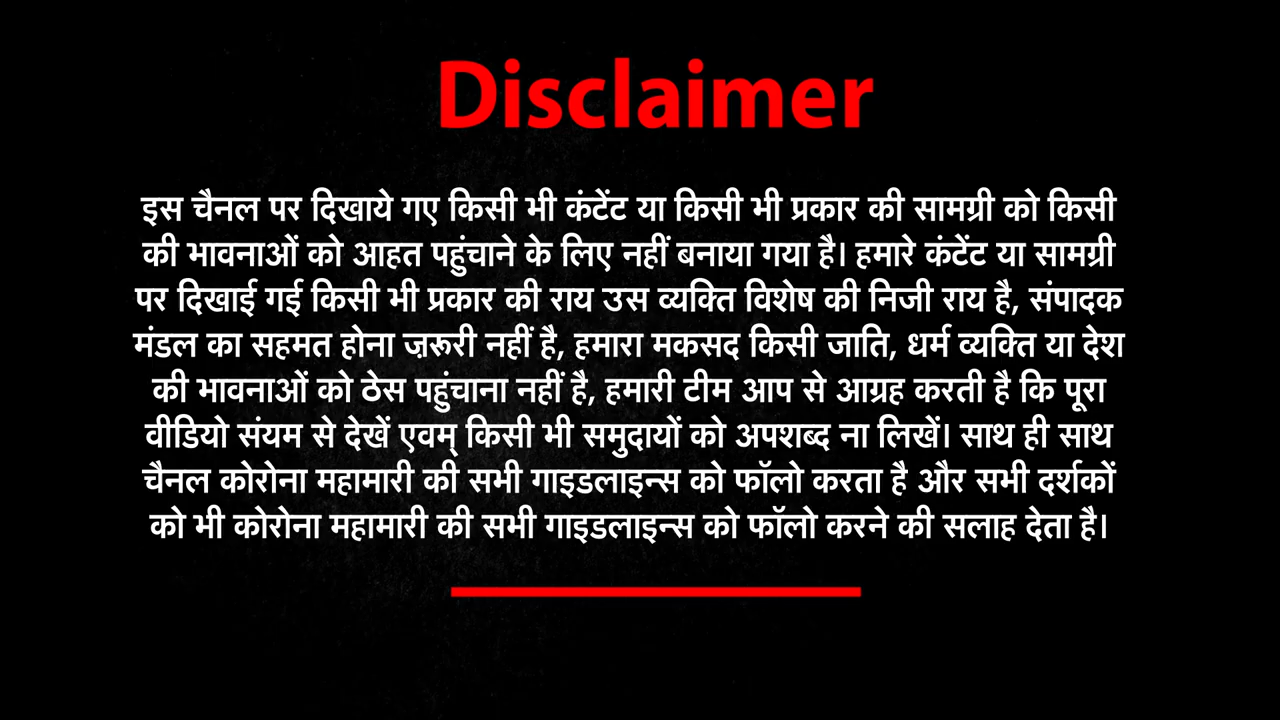 Disclaimer
इस चैनल पर दिखाये गए किसी भी कंटेंट या किसी भी प्रकार की सामग्री को किसी
की भावनाओं को आहत पहुंचाने के लिए नहीं बनाया गया है। हमारे कंटेंट या सामग्री
पर दिखाई गई किसी भी प्रकार की राय उस व्यक्ति विशेष की निजी राय है, संपादक
मंडल का सहमत होना ज़रूरी नहीं है, हमारा मकसद किसी जाति, धर्म व्यक्ति या देश
की भावनाओं को ठेस पहुंचाना नहीं है, हमारी टीम आप से आग्रह करती है कि पूरा
वीडियो संयम से देखें एवम् किसी भी समुदायों को अपशब्द ना लिखें। साथ ही साथ
चैनल कोरोना महामारी की सभी गाइडलाइन्स को फॉलो करता है और सभी दर्शकों
को भी कोरोना महामारी की सभी गाइडलाइन्स को फॉलो करने की सलाह देता है।